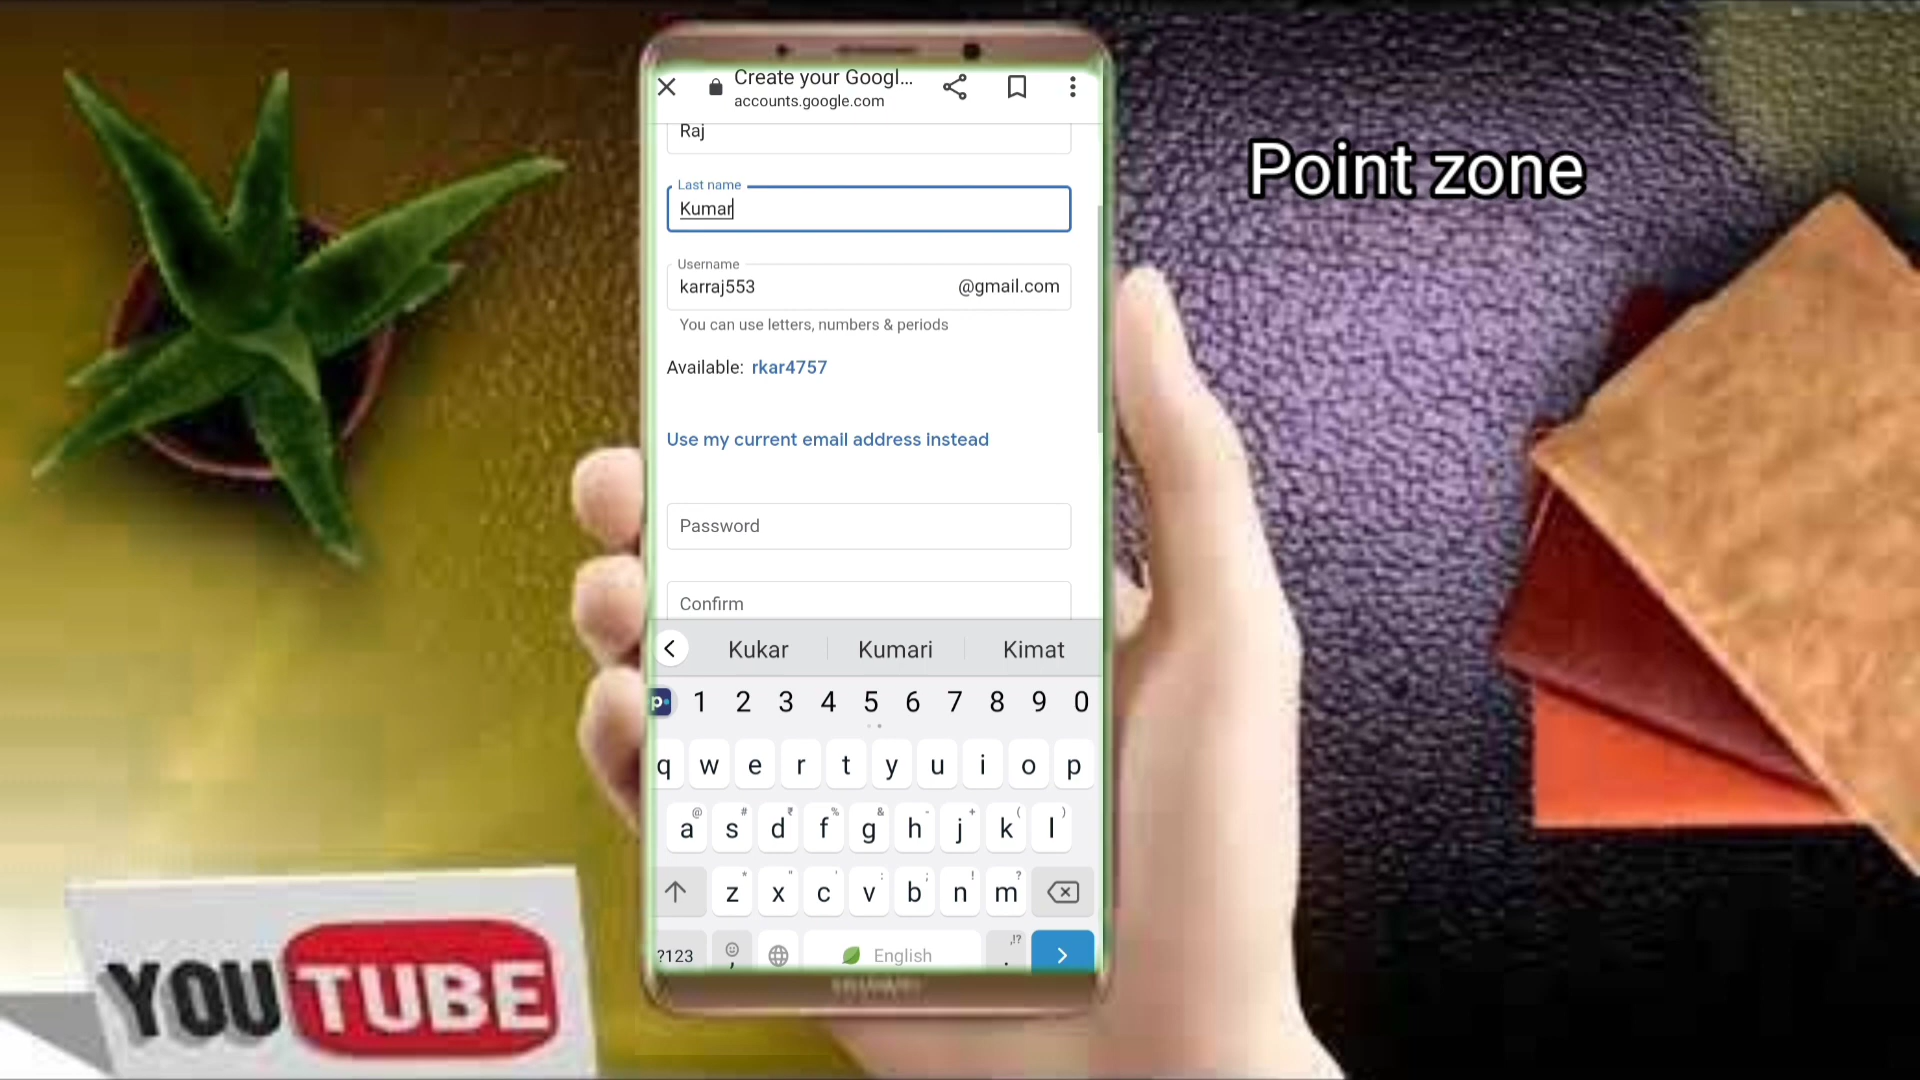 Create your Googl...
accounts.google.com
Raj
Last name
Kumar
Username
karraj553 @gmail.com
You can use letters, numbers & periods
Available: rkar4757
Use my current email address instead
Password
Confirm
Kukar Kumari Kimat
p 1 2 3 4 5 6 7 8 9 0
q w e r t y u i o p
@ # ₹ % & - + ( )
a s d f g h j k l
* " ' : ; ! ?
z x c v b n m
?123 , English . ,!?
Point zone
YOUTUBE